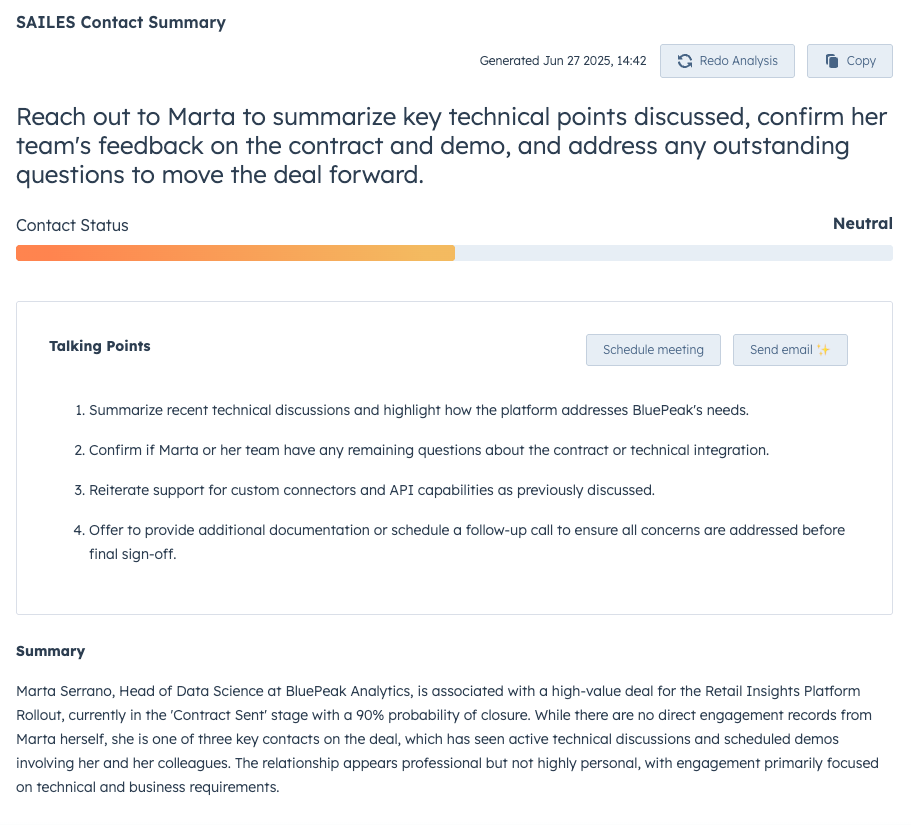 SAILES Contact Summary
Generated Jun 27 2025, 14:42
Redo Analysis
Copy
Reach out to Marta to summarize key technical points discussed, confirm her
team's feedback on the contract and demo, and address any outstanding
questions to move the deal forward.
Contact Status
Neutral
Talking Points
Schedule meeting
Send email ✨
1. Summarize recent technical discussions and highlight how the platform addresses BluePeak's needs.
2. Confirm if Marta or her team have any remaining questions about the contract or technical integration.
3. Reiterate support for custom connectors and API capabilities as previously discussed.
4. Offer to provide additional documentation or schedule a follow-up call to ensure all concerns are addressed before
final sign-off.
Summary
Marta Serrano, Head of Data Science at BluePeak Analytics, is associated with a high-value deal for the Retail Insights Platform
Rollout, currently in the 'Contract Sent' stage with a 90% probability of closure. While there are no direct engagement records from
Marta herself, she is one of three key contacts on the deal, which has seen active technical discussions and scheduled demos
involving her and her colleagues. The relationship appears professional but not highly personal, with engagement primarily focused
on technical and business requirements.